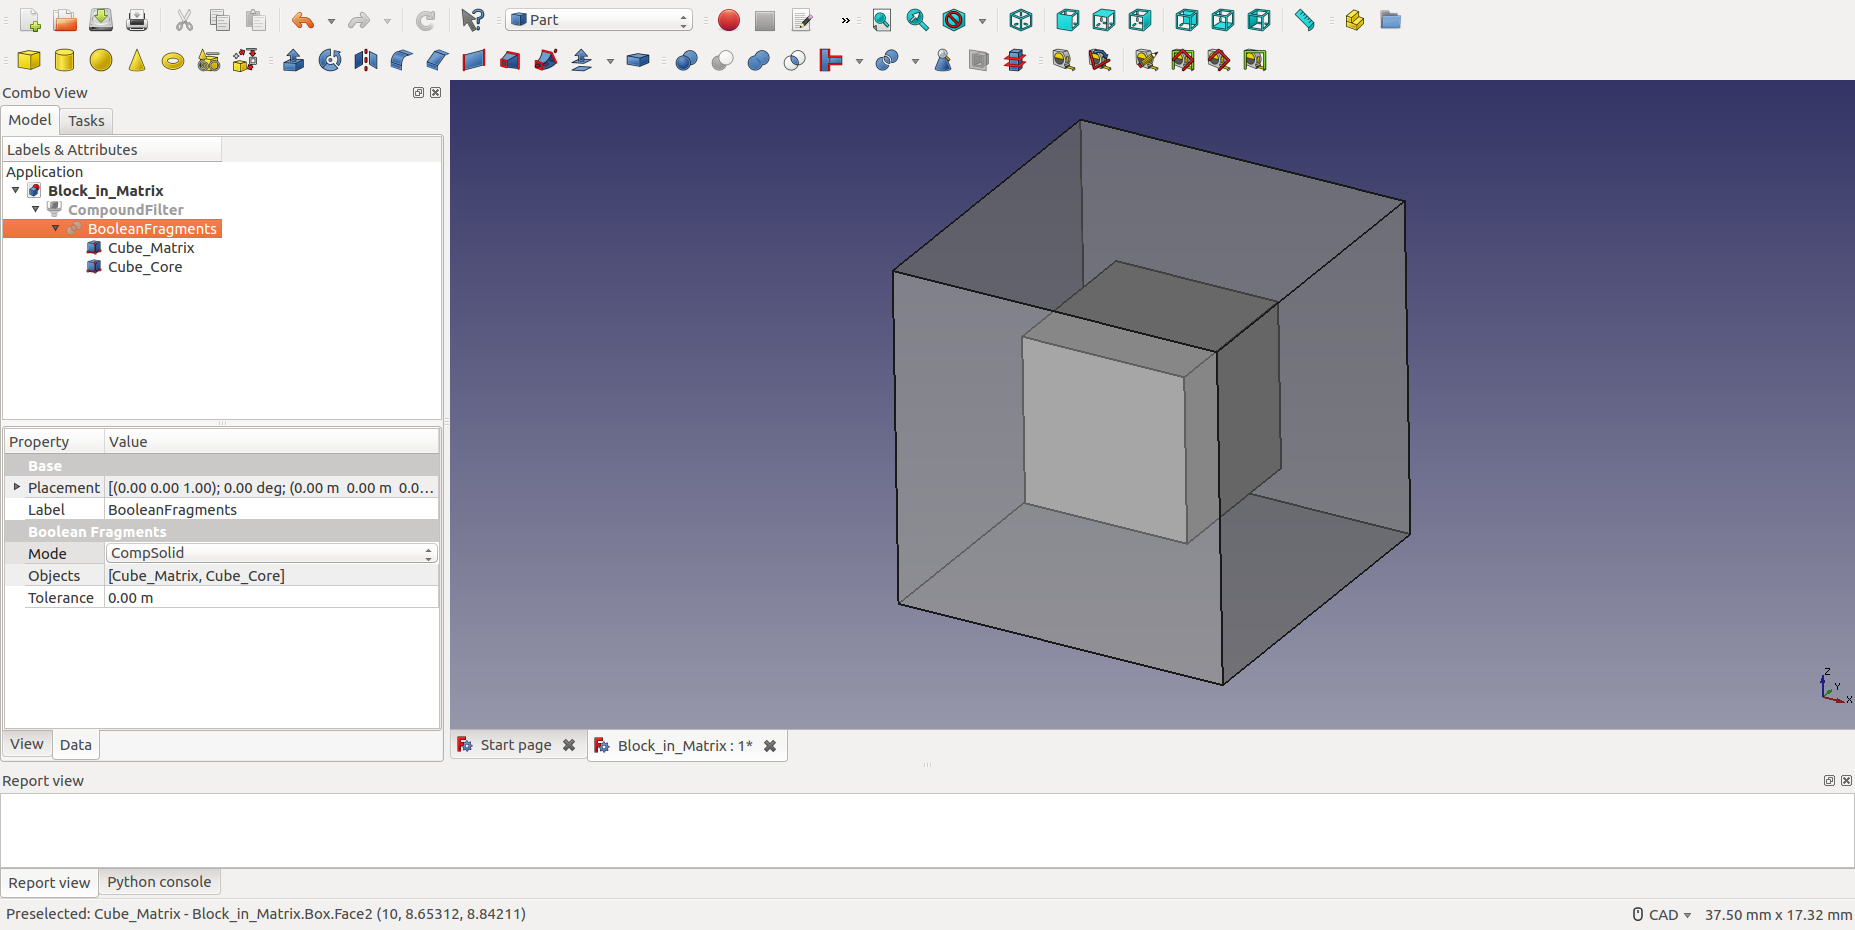 Part
»
Combo View
Model Tasks
Labels & Attributes
Application
Block_in_Matrix
CompoundFilter
BooleanFragments
Cube_Matrix
Cube_Core
Property Value
Base
Placement [(0.00 0.00 1.00); 0.00 deg; (0.00 m 0.00 m 0.0...
Label BooleanFragments
Boolean Fragments
Mode CompSolid
Objects [Cube_Matrix, Cube_Core]
Tolerance 0.00 m
View Data
Z
Y
X
Start page Block_in_Matrix : 1*
Report view
Report view Python console
Preselected: Cube_Matrix - Block_in_Matrix.Box.Face2 (10, 8.65312, 8.84211) CAD 37.50 mm x 17.32 mm